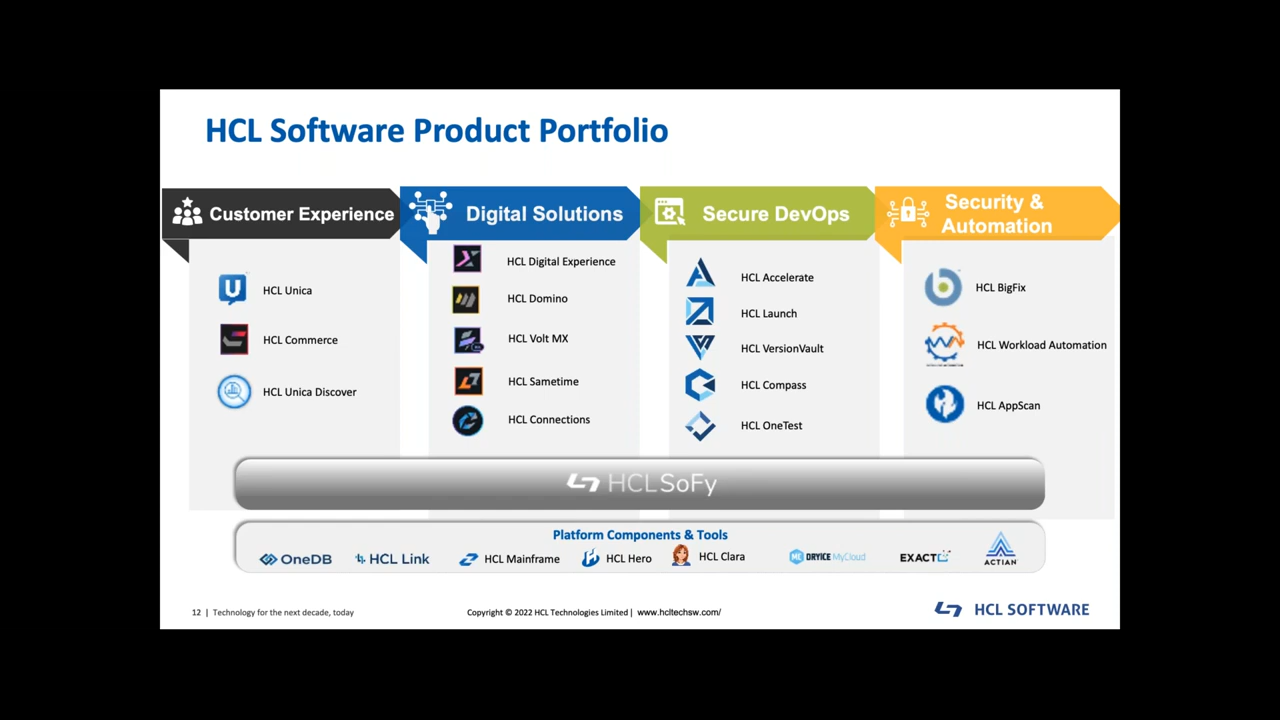 HCL Software Product Portfolio
Customer Experience
Digital Solutions
Secure DevOps
Security &
Automation
HCL Unica
HCL Commerce
HCL Unica Discover
HCL Digital Experience
HCL Domino
HCL Volt MX
HCL Sametime
HCL Connections
HCL Accelerate
HCL Launch
HCL VersionVault
HCL Compass
HCL OneTest
HCL BigFix
HCL Workload Automation
HCL AppScan
HCL SoFy
Platform Components & Tools
OneDB
HCL Link
HCL Mainframe
HCL Hero
HCL Clara
DRYiCE MyCloud
EXACT
ACTIAN
12 | Technology for the next decade, today
Copyright © 2022 HCL Technologies Limited | www.hcltechsw.com/
HCL SOFTWARE